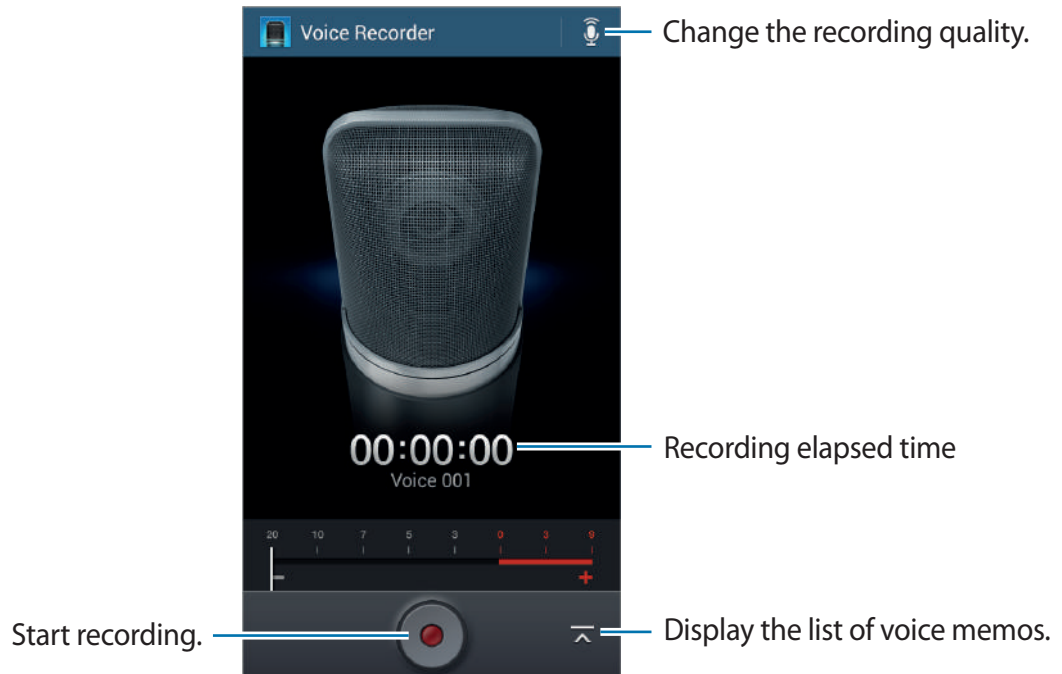 Voice Recorder
Change the recording quality.
00:00:00
Recording elapsed time
Voice 001
20 10 7 5 3 0 3 9
- +
Start recording.
Display the list of voice memos.